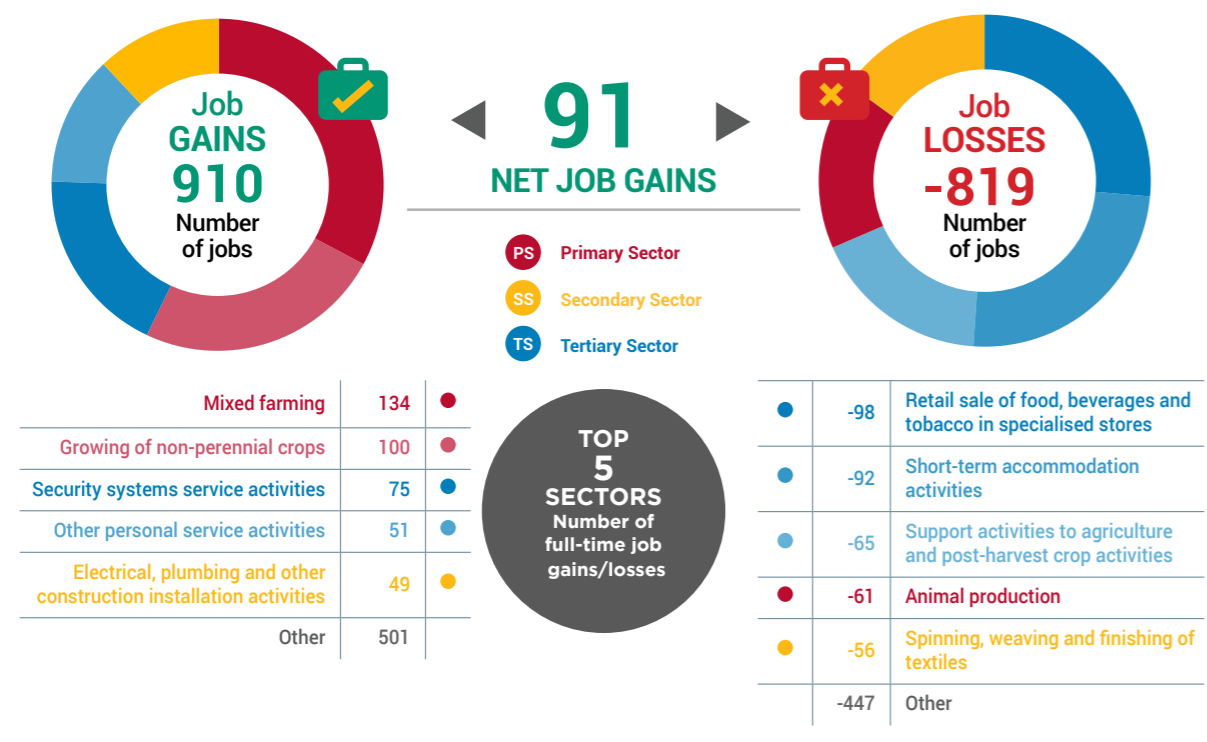 Job
GAINS
910
Number
of jobs
91
NET JOB GAINS
Job
LOSSES
-819
Number
of jobs
PS Primary Sector
SS Secondary Sector
TS Tertiary Sector
Mixed farming 134
Growing of non-perennial crops 100
Security systems service activities 75
Other personal service activities 51
Electrical, plumbing and other
construction installation activities 49
Other 501
TOP
5
SECTORS
Number of
full-time job
gains/losses
-98 Retail sale of food, beverages and
tobacco in specialised stores
-92 Short-term accommodation
activities
-65 Support activities to agriculture
and post-harvest crop activities
-61 Animal production
-56 Spinning, weaving and finishing of
textiles
-447 Other